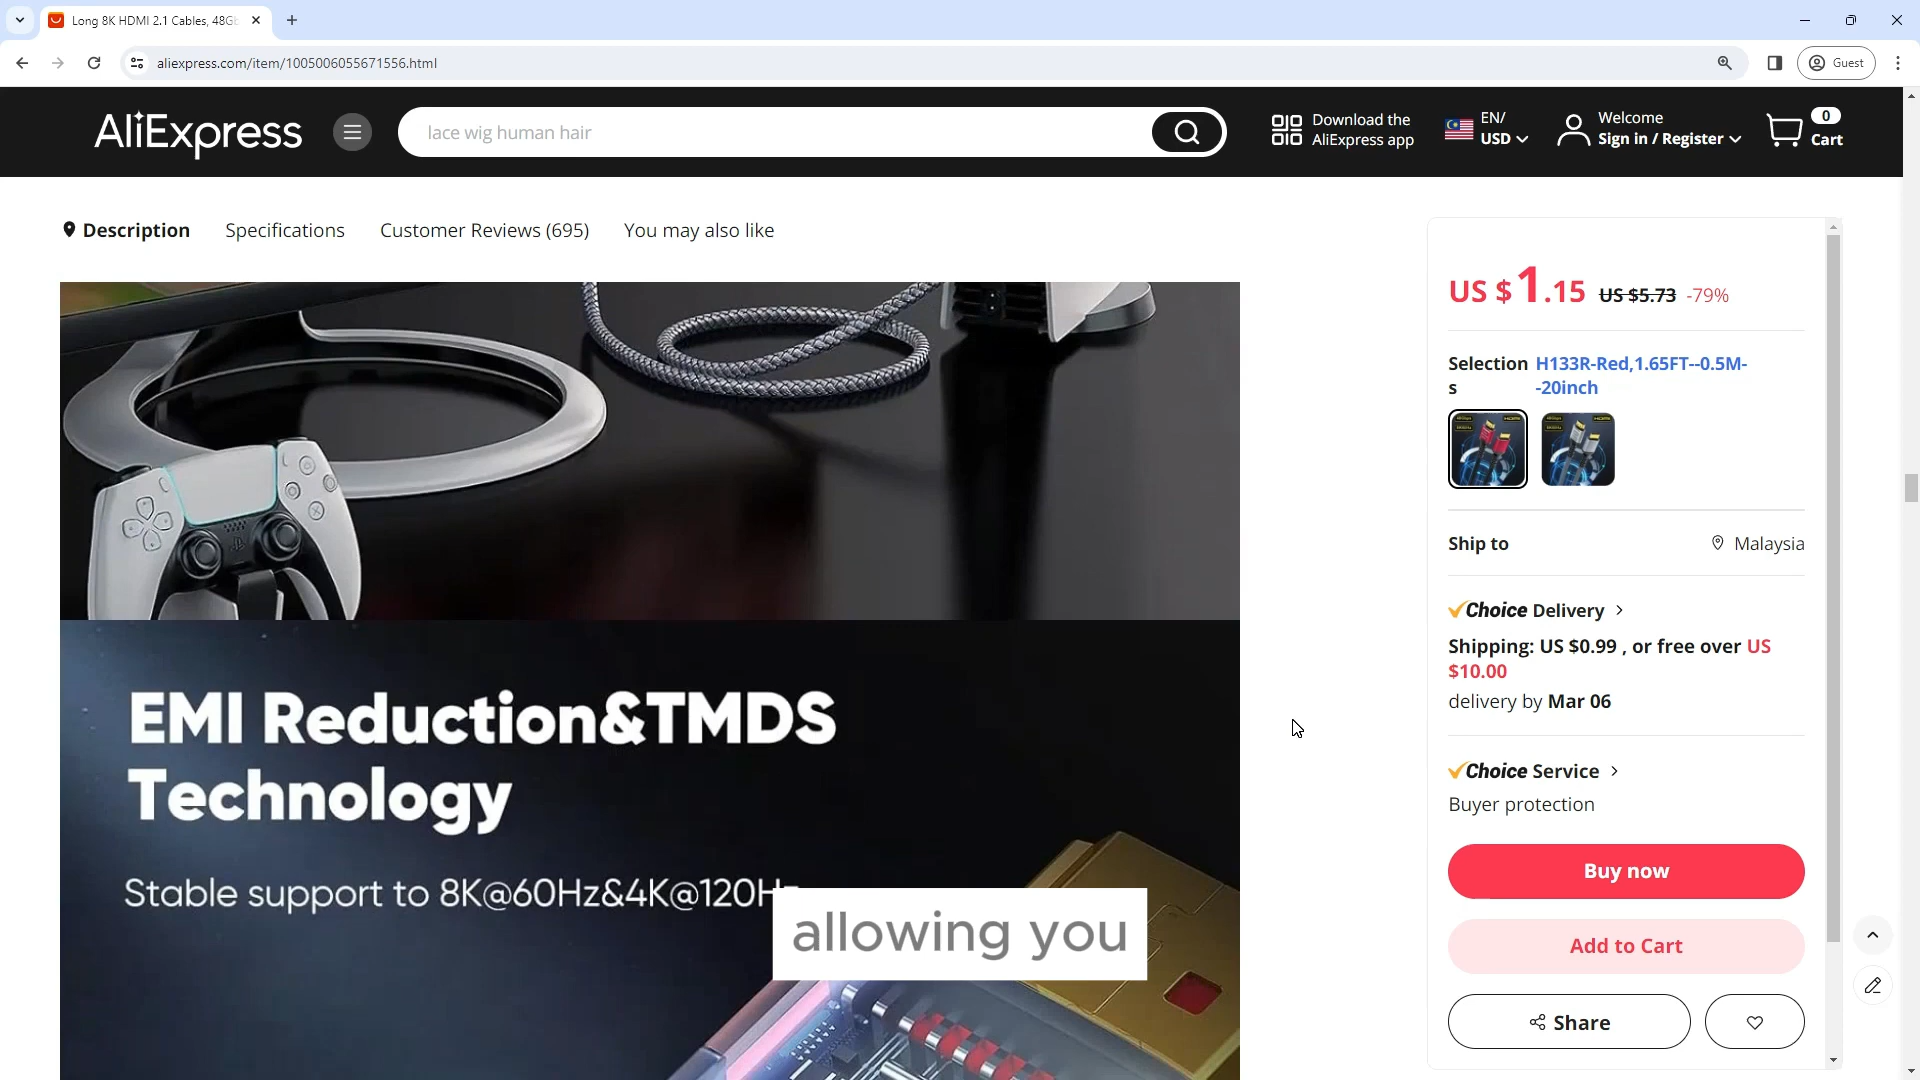 Long 8K HDMI 2.1 Cables, 48G
aliexpress.com/item/1005006055671556.html
Guest
AliExpress
lace wig human hair
Download the
AliExpress app
EN/
USD
Welcome
Sign in / Register
0
Cart
Description
Specifications
Customer Reviews (695)
You may also like
EMI Reduction&TMDS
Technology
Stable support to 8K@60Hz&4K@120Hz
allowing you
US $1.15 US $5.73 -79%
Selection H133R-Red,1.65FT--0.5M-
s -20inch
Ship to
Malaysia
Choice Delivery
Shipping: US $0.99 , or free over US
$10.00
delivery by Mar 06
Choice Service
Buyer protection
Buy now
Add to Cart
Share